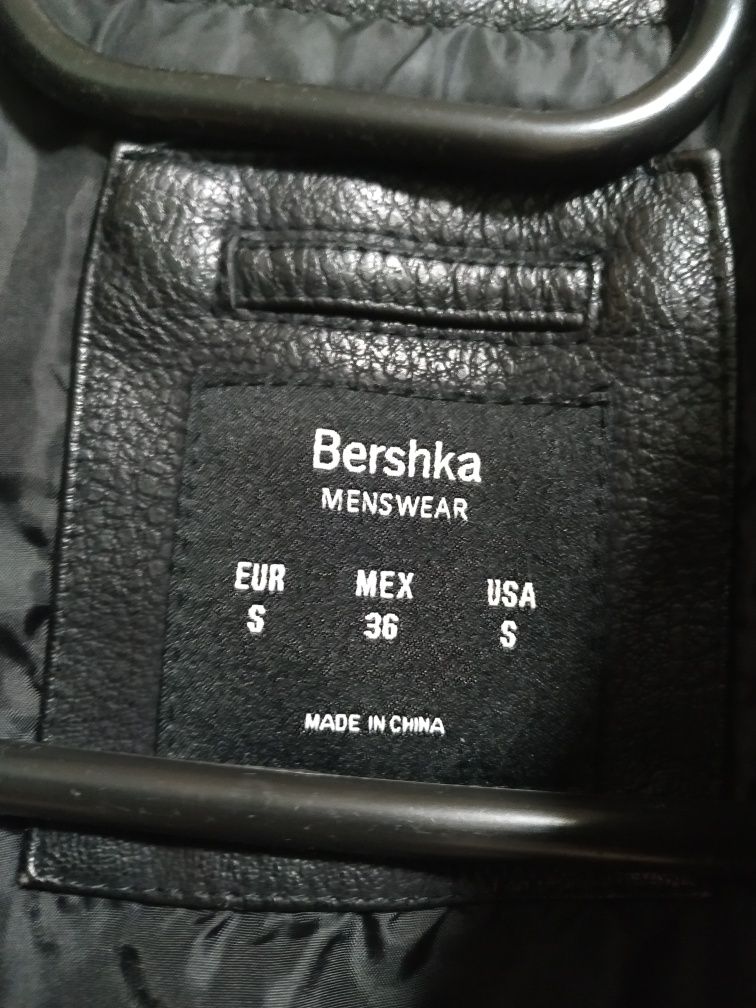 Bershka
MENSWEAR
EUR MEX USA
S 36 S
MADE IN CHINA